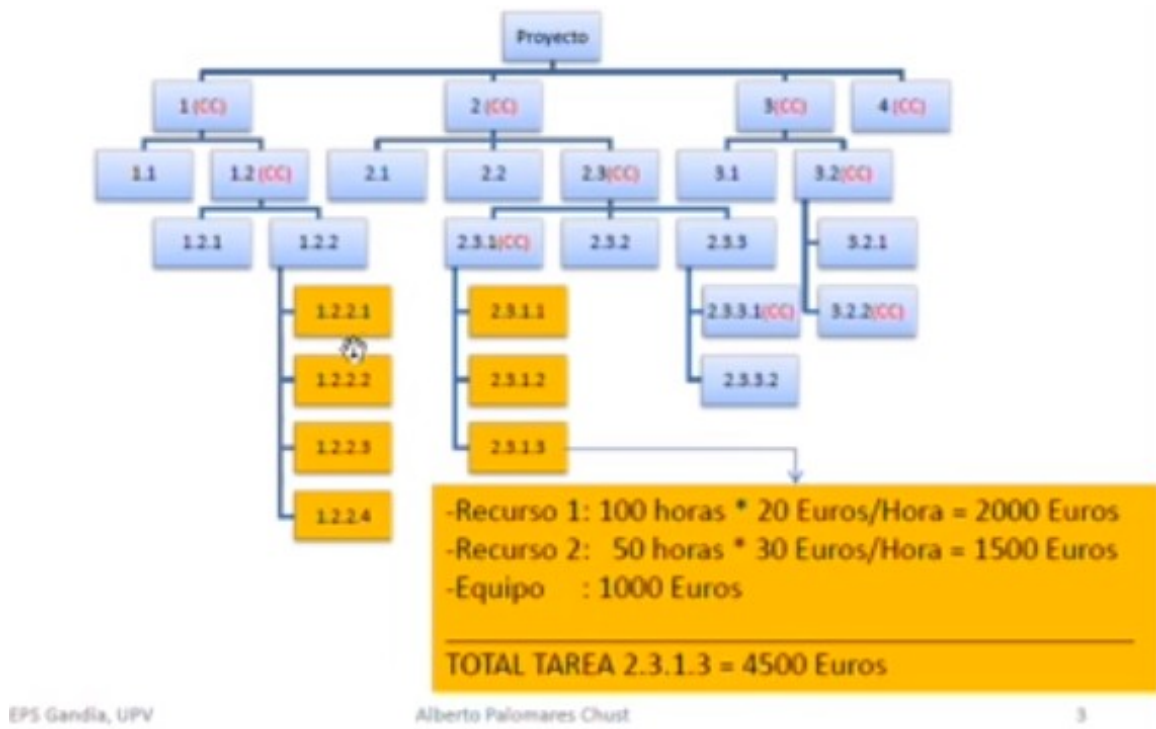 Proyecto
1 (CC)
2 (CC)
3(CC)
4 (CC)
1.1
1.2 (CC)
2.1
2.2
2.3(CC)
3.1
3.2(CC)
1.2.1
1.2.2
2.3.1(CC)
2.3.2
2.3.3
3.2.1
1.2.2.1
2.3.1.1
2.3.3.1(CC)
3.2.2(CC)
1.2.2.2
2.3.1.2
2.3.3.2
1.2.2.3
2.3.1.3
1.2.2.4
-Recurso 1: 100 horas * 20 Euros/Hora = 2000 Euros
-Recurso 2: 50 horas * 30 Euros/Hora = 1500 Euros
-Equipo : 1000 Euros
TOTAL TAREA 2.3.1.3 = 4500 Euros
EPS Gandia, UPV
Alberto Palomares Chust
3